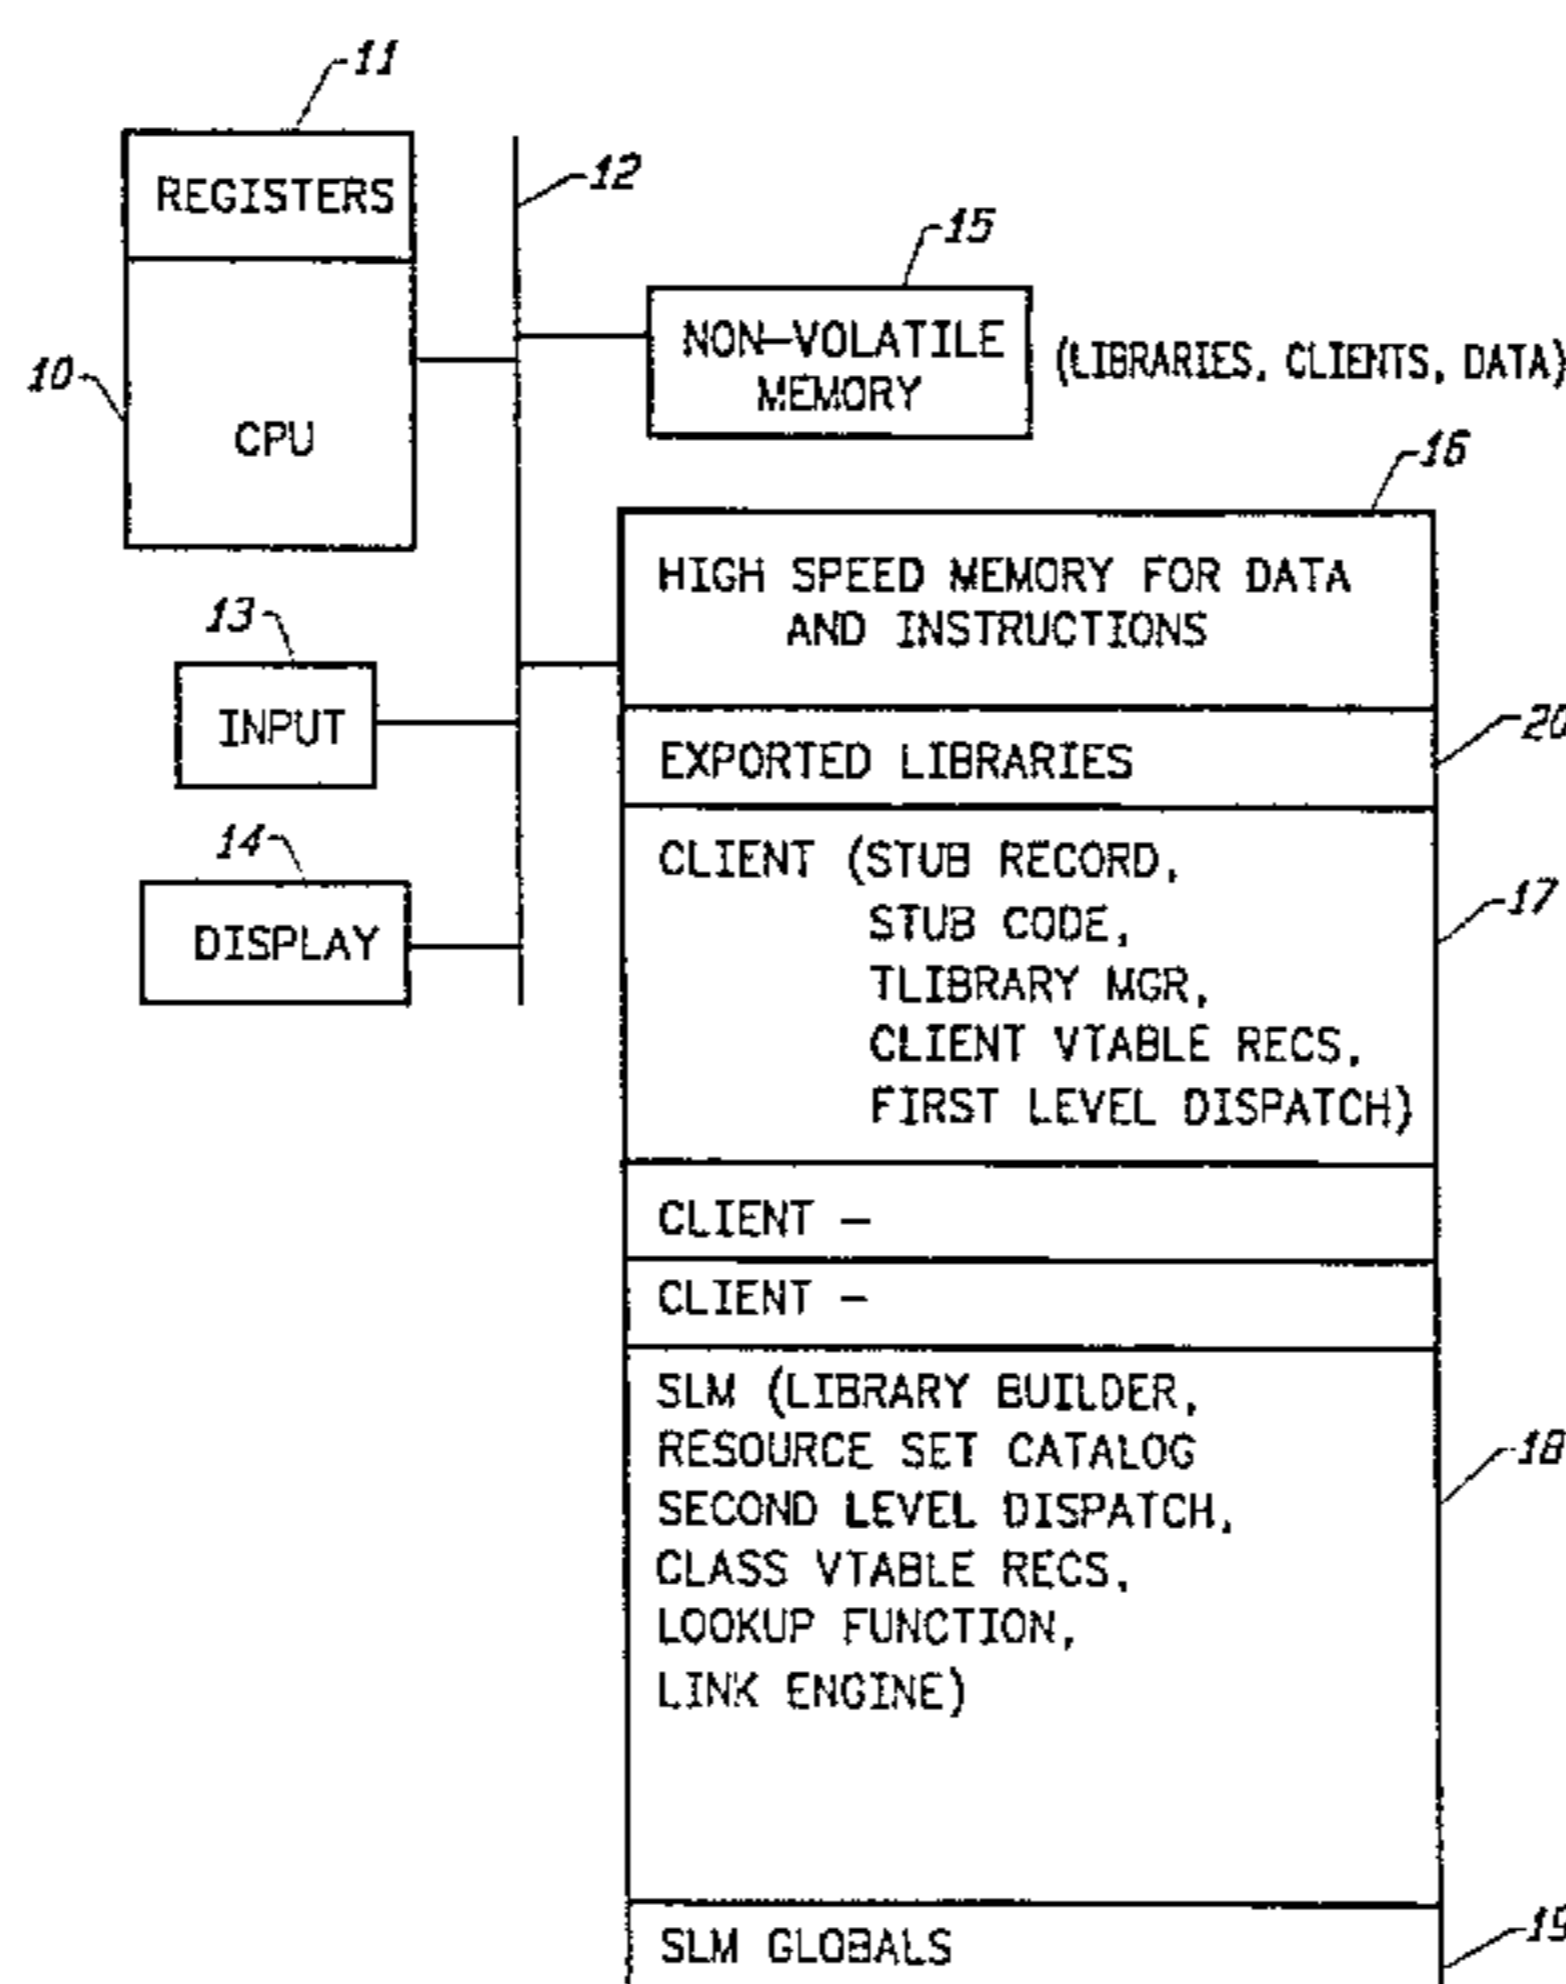 11
REGISTERS
12
15
NON-VOLATILE
MEMORY
(LIBRARIES, CLIENTS, DATA)
10
CPU
16
HIGH SPEED MEMORY FOR DATA
AND INSTRUCTIONS
13
INPUT
20
EXPORTED LIBRARIES
14
DISPLAY
CLIENT (STUB RECORD,
STUB CODE,
TLIBRARY MGR,
CLIENT VTABLE RECS,
FIRST LEVEL DISPATCH)
17
CLIENT –
CLIENT –
SLM (LIBRARY BUILDER,
RESOURCE SET CATALOG
SECOND LEVEL DISPATCH,
CLASS VTABLE RECS,
LOOKUP FUNCTION,
LINK ENGINE)
18
SLM GLOBALS
19